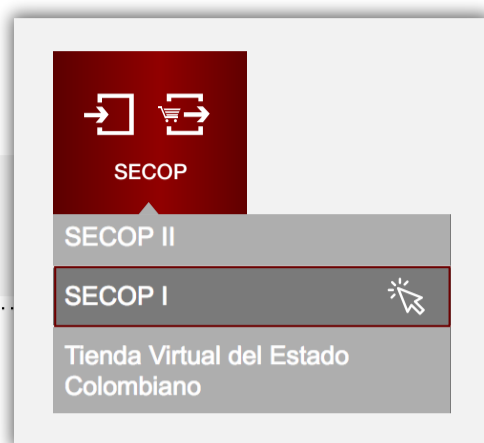 SECOP
SECOP II
SECOP I
Tienda Virtual del Estado
Colombiano